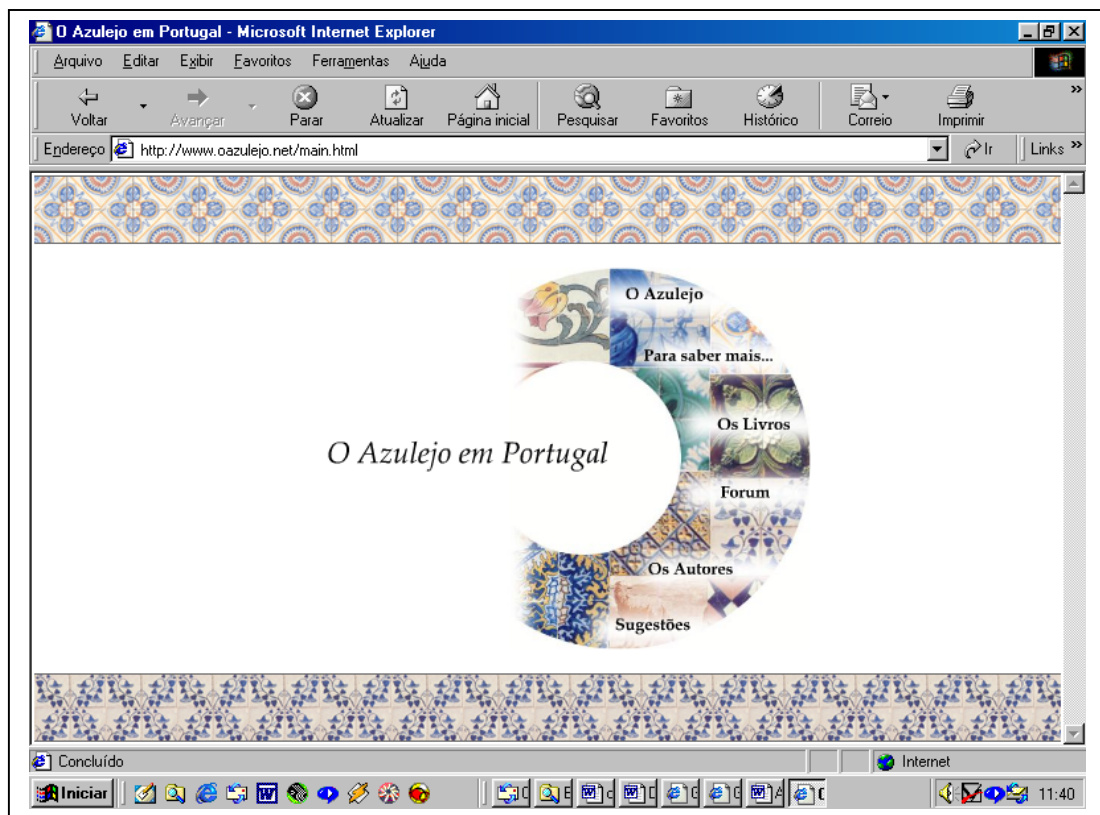 O Azulejo em Portugal - Microsoft Internet Explorer
Arquivo Editar Exibir Favoritos Ferramentas Ajuda
Voltar Avançar Parar Atualizar Página inicial Pesquisar Favoritos Histórico Correio Imprimir »
Endereço http://www.oazulejo.net/main.html Ir Links »
O Azulejo
Para saber mais...
Os Livros
O Azulejo em Portugal
Forum
Os Autores
Sugestões
Concluído Internet
Iniciar 11:40